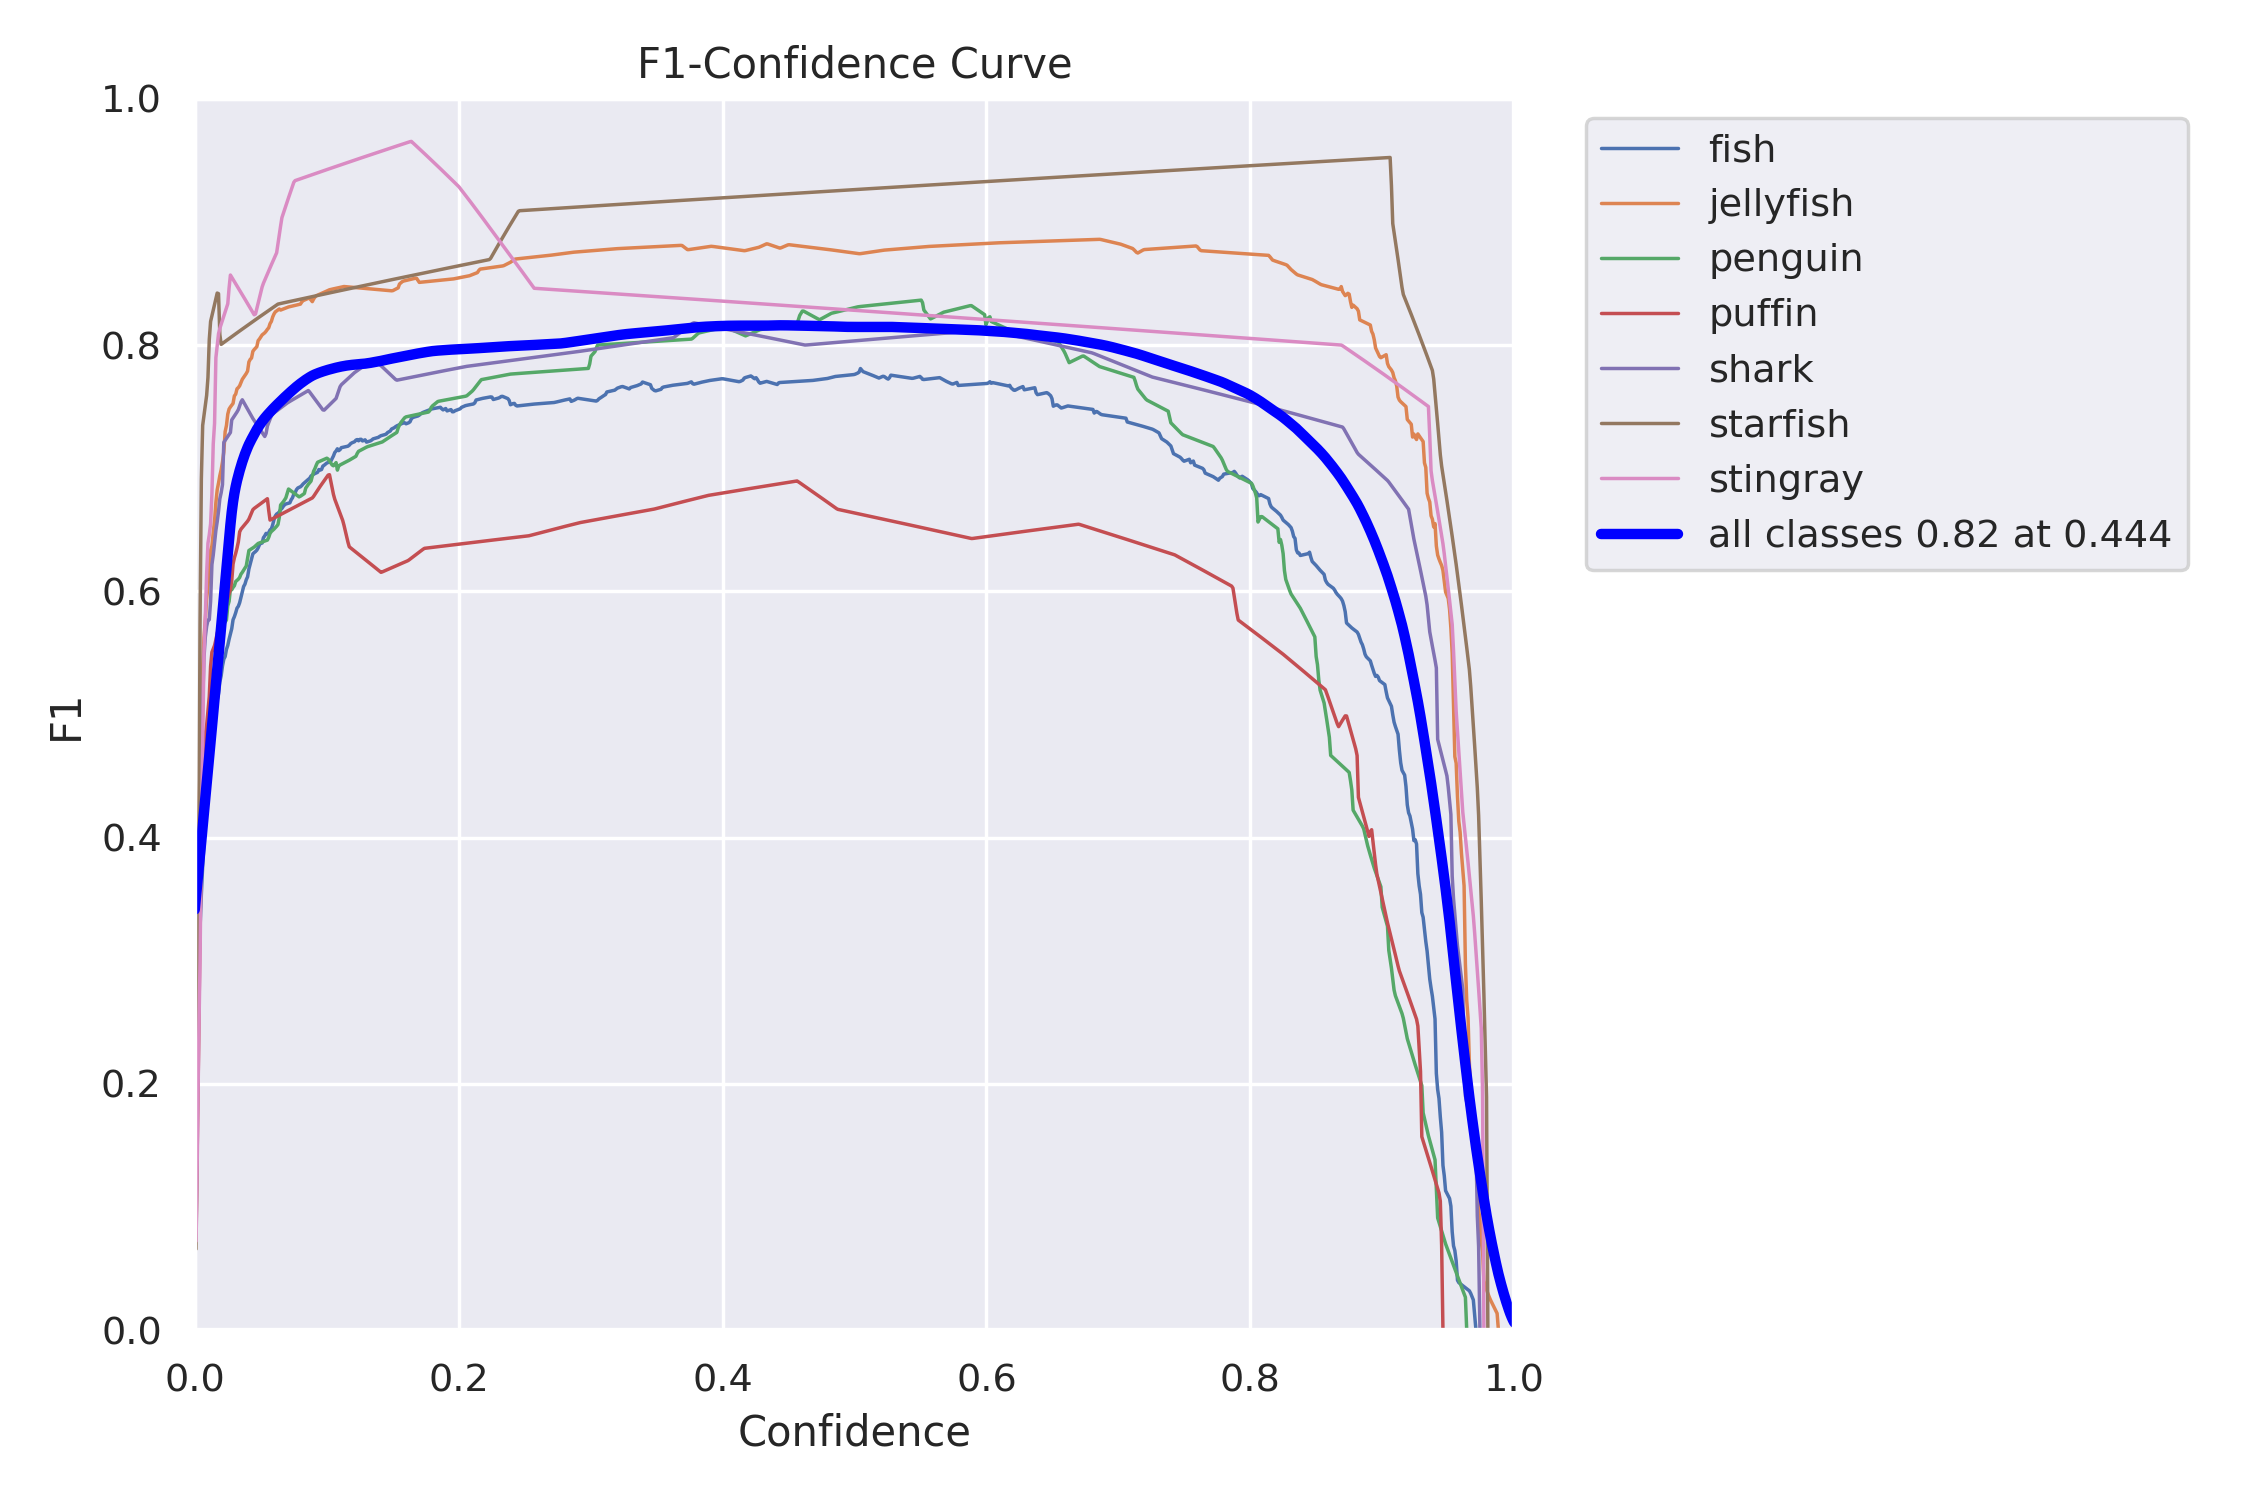 F1-Confidence Curve
1.0
0.8
0.6
0.4
0.2
0.0
F1
0.0 0.2 0.4 0.6 0.8 1.0
Confidence
fish
jellyfish
penguin
puffin
shark
starfish
stingray
all classes 0.82 at 0.444